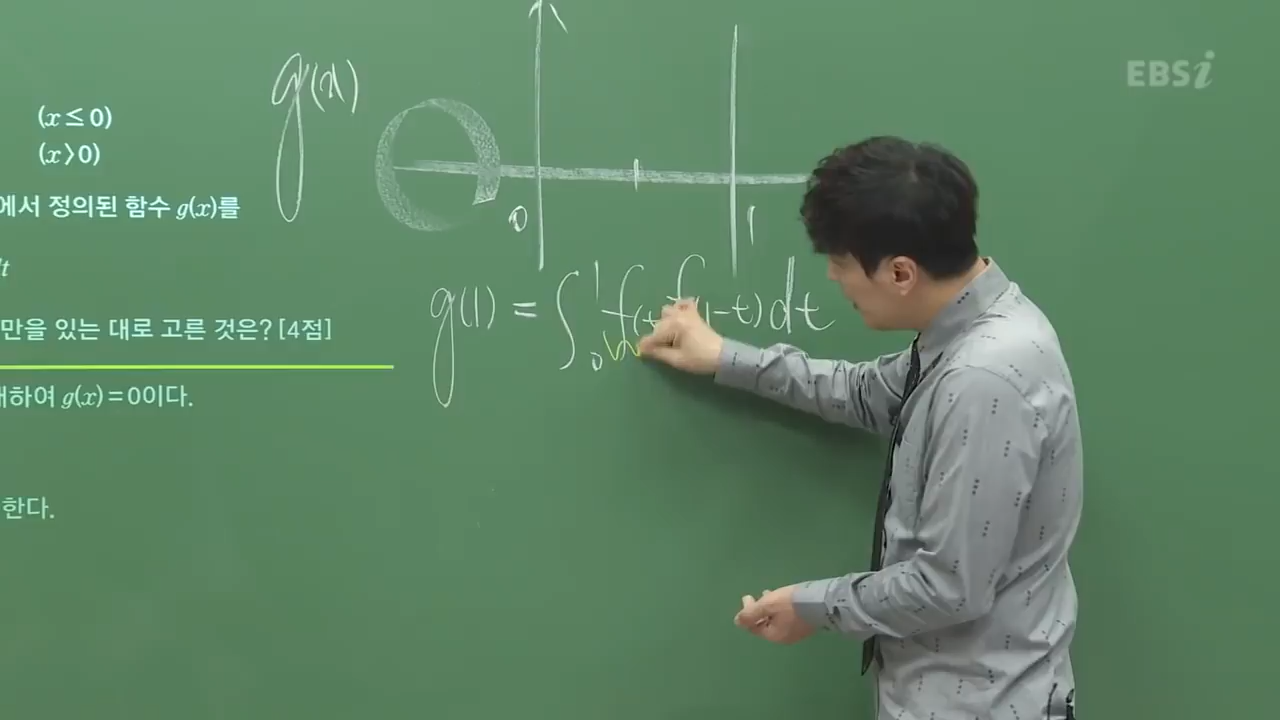 EBSi
g(x)
(x≤0)
(x>0)
에서 정의된 함수 g(x)를
0
1
g(1) = ∫₀¹ f(t)f(1-t)dt
만을 있는 대로 고른 것은? [4점]
대하여 g(x)=0이다.
한다.